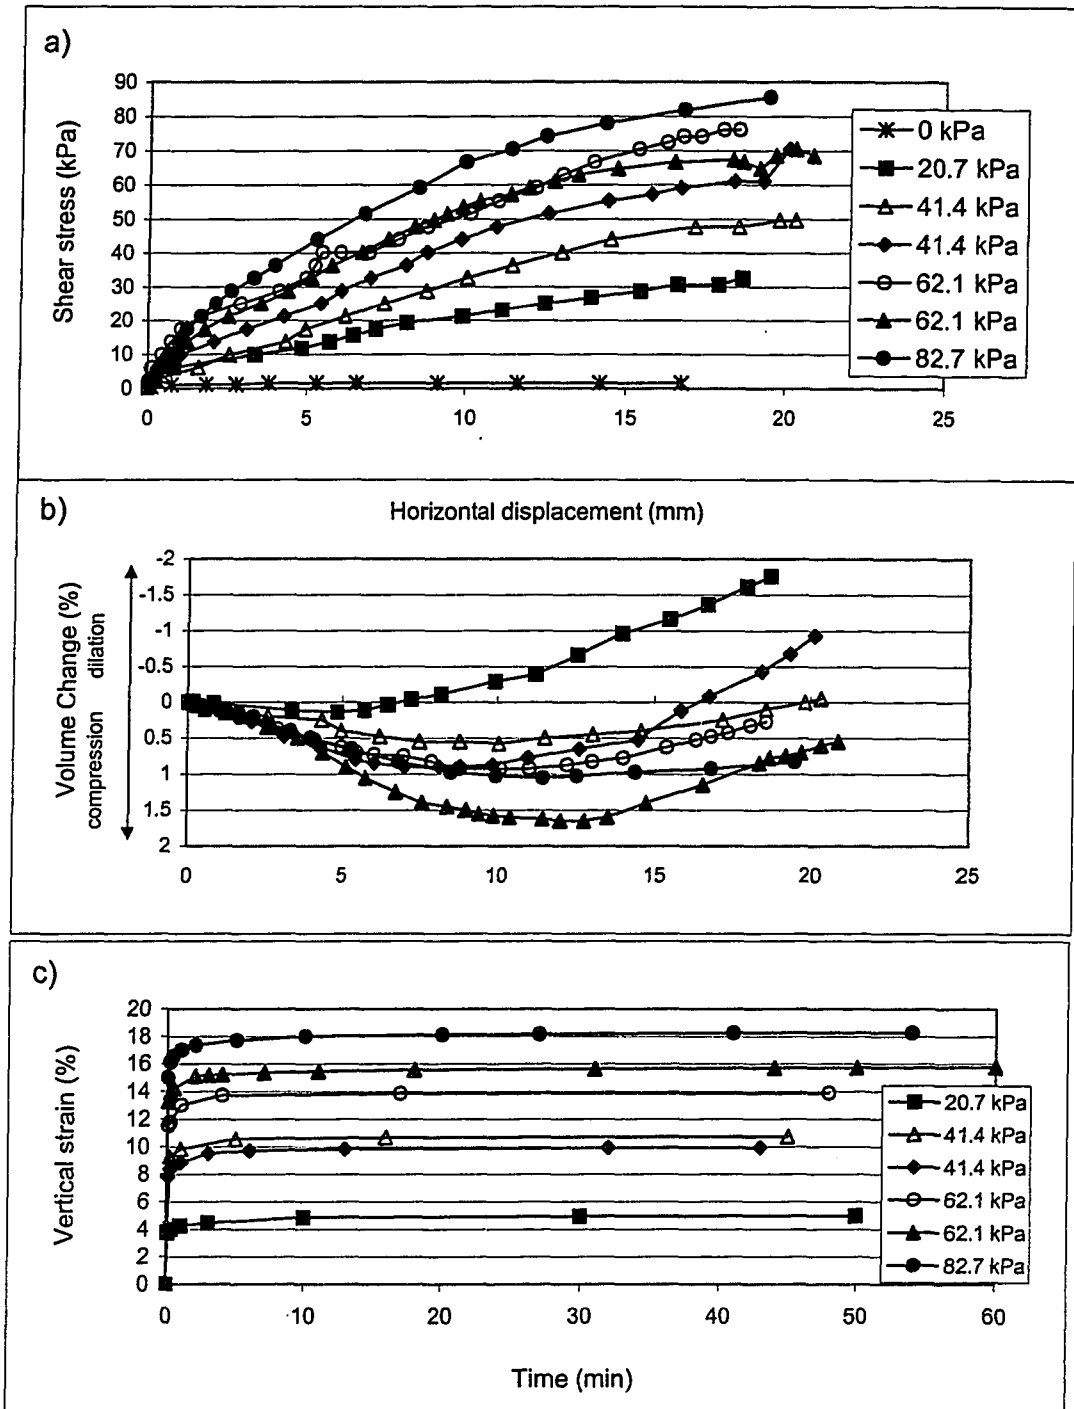 a)
Shear stress (kPa)
90
80
70
60
50
40
30
20
10
0
0 5 10 15 20 25
0 kPa
20.7 kPa
41.4 kPa
41.4 kPa
62.1 kPa
62.1 kPa
82.7 kPa
b)
Horizontal displacement (mm)
Volume Change (%)
compression dilation
-2
-1.5
-1
-0.5
0
0.5
1
1.5
2
0 5 10 15 20 25
c)
Vertical strain (%)
20
18
16
14
12
10
8
6
4
2
0
0 10 20 30 40 50 60
20.7 kPa
41.4 kPa
41.4 kPa
62.1 kPa
62.1 kPa
82.7 kPa
Time (min)